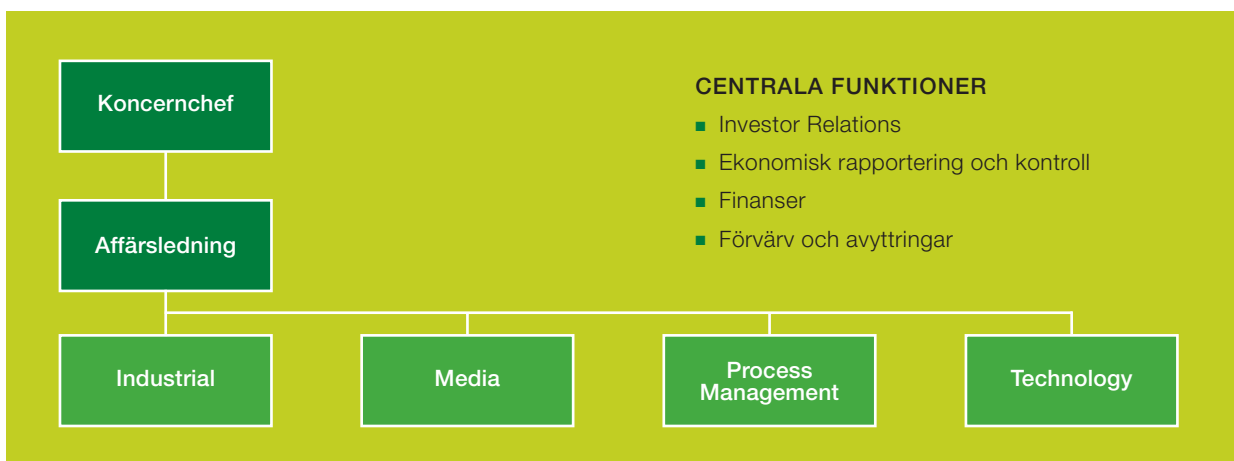 Koncernchef
Affärsledning
CENTRALA FUNKTIONER
Investor Relations
Ekonomisk rapportering och kontroll
Finanser
Förvärv och avyttringar
Industrial
Media
Process
Management
Technology